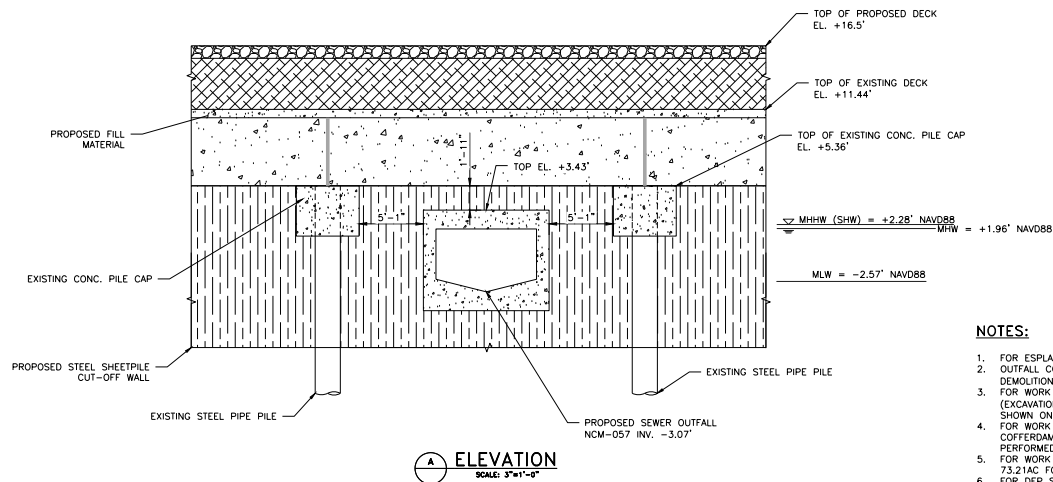 TOP OF PROPOSED DECK
EL. +16.5'
TOP OF EXISTING DECK
EL. +11.44'
PROPOSED FILL
MATERIAL
TOP OF EXISTING CONC. PILE CAP
EL. +5.36'
1'-11"
TOP EL. +3.43'
5'-1"
5'-1"
MHHW (SHW) = +2.28' NAVD88
MHW = +1.96' NAVD88
EXISTING CONC. PILE CAP
MLW = -2.57' NAVD88
PROPOSED STEEL SHEETPILE
CUT-OFF WALL
EXISTING STEEL PIPE PILE
EXISTING STEEL PIPE PILE
PROPOSED SEWER OUTFALL
NCM-057 INV. -3.07'
A
ELEVATION
SCALE: 3"=1'-0"
NOTES:
1. FOR ESPLA
2. OUTFALL CO
DEMOLITION
3. FOR WORK
(EXCAVATION
SHOWN ON
4. FOR WORK
COFFERDAM
PERFORMED
5. FOR WORK
73.21AC FO
6. FOR DEP S